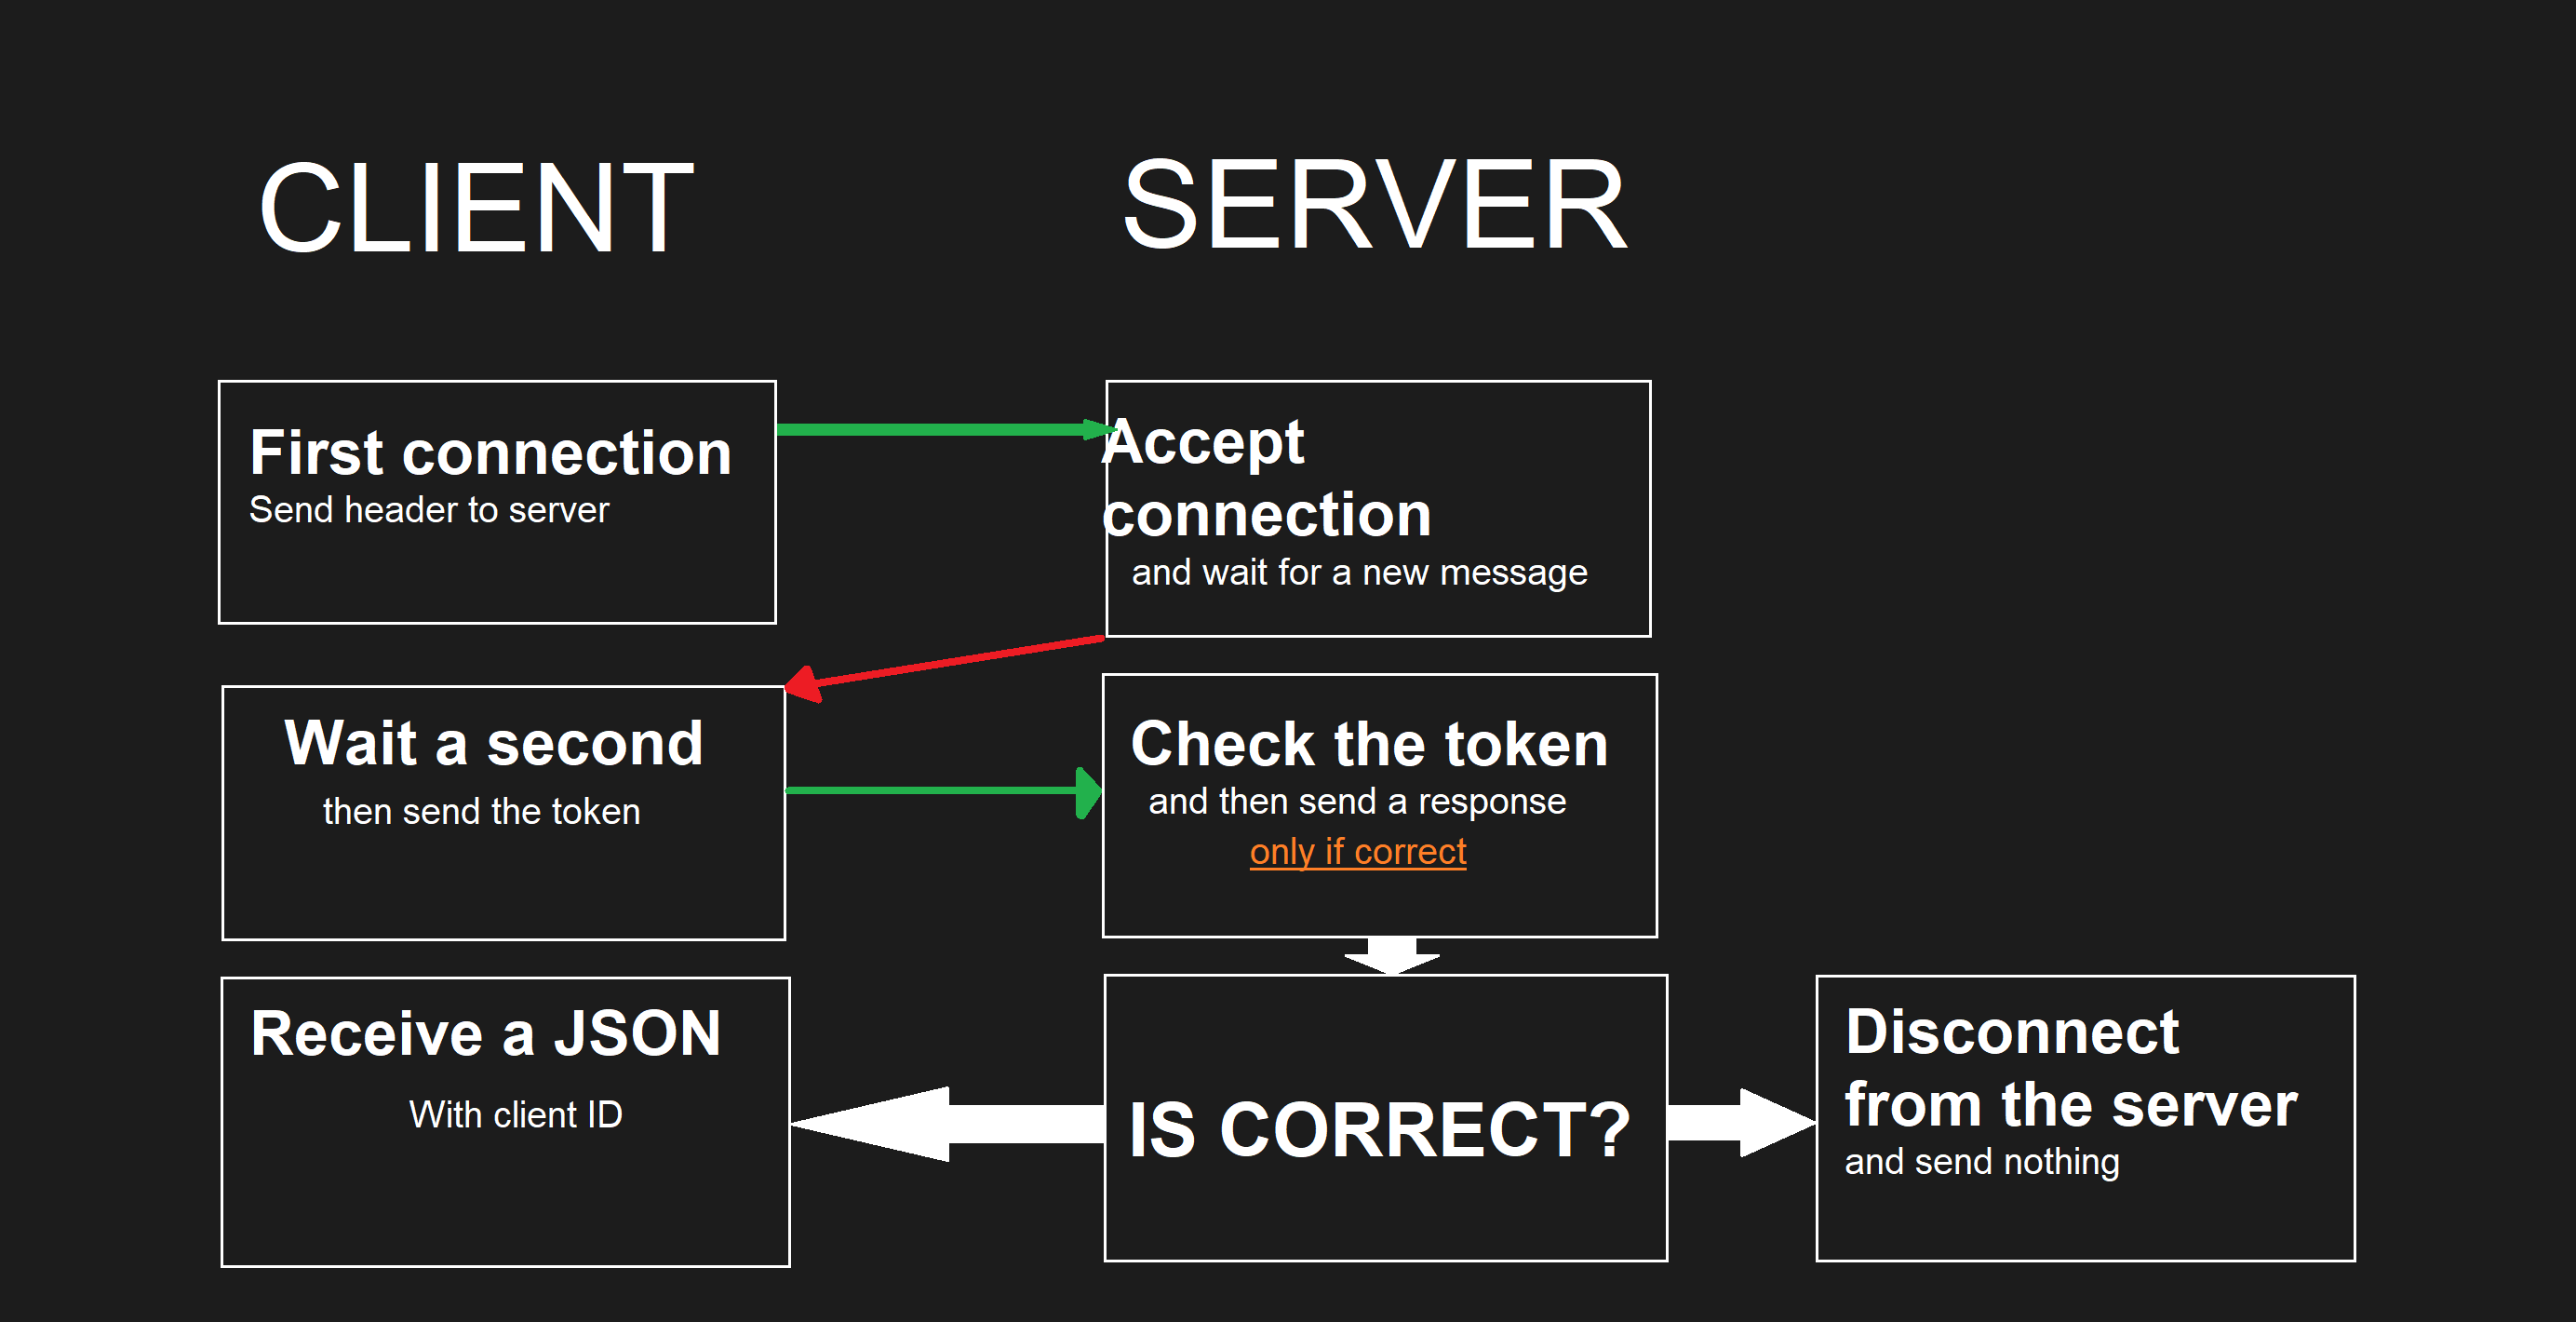 CLIENT
SERVER
First connection
Send header to server
Accept
connection
and wait for a new message
Wait a second
then send the token
Check the token
and then send a response
only if correct
Receive a JSON
With client ID
IS CORRECT?
Disconnect
from the server
and send nothing